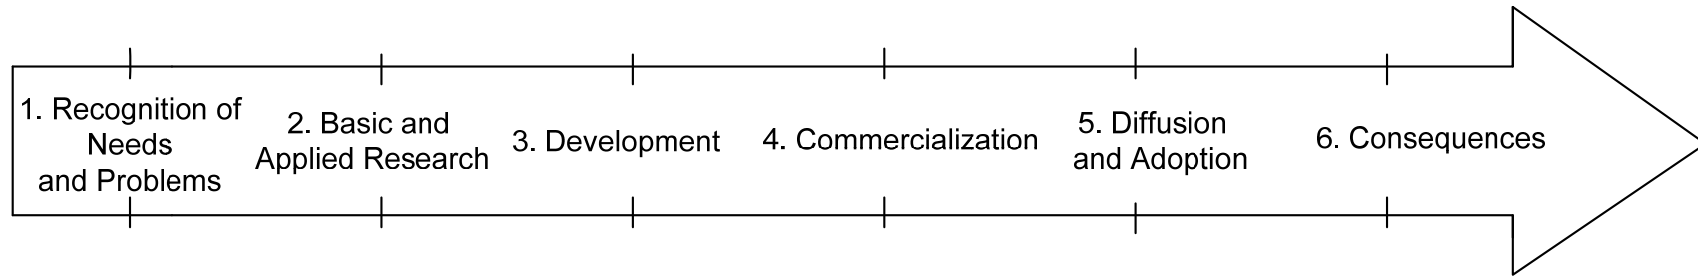 1. Recognition of
Needs
and Problems
2. Basic and
Applied Research
3. Development
4. Commercialization
5. Diffusion
and Adoption
6. Consequences